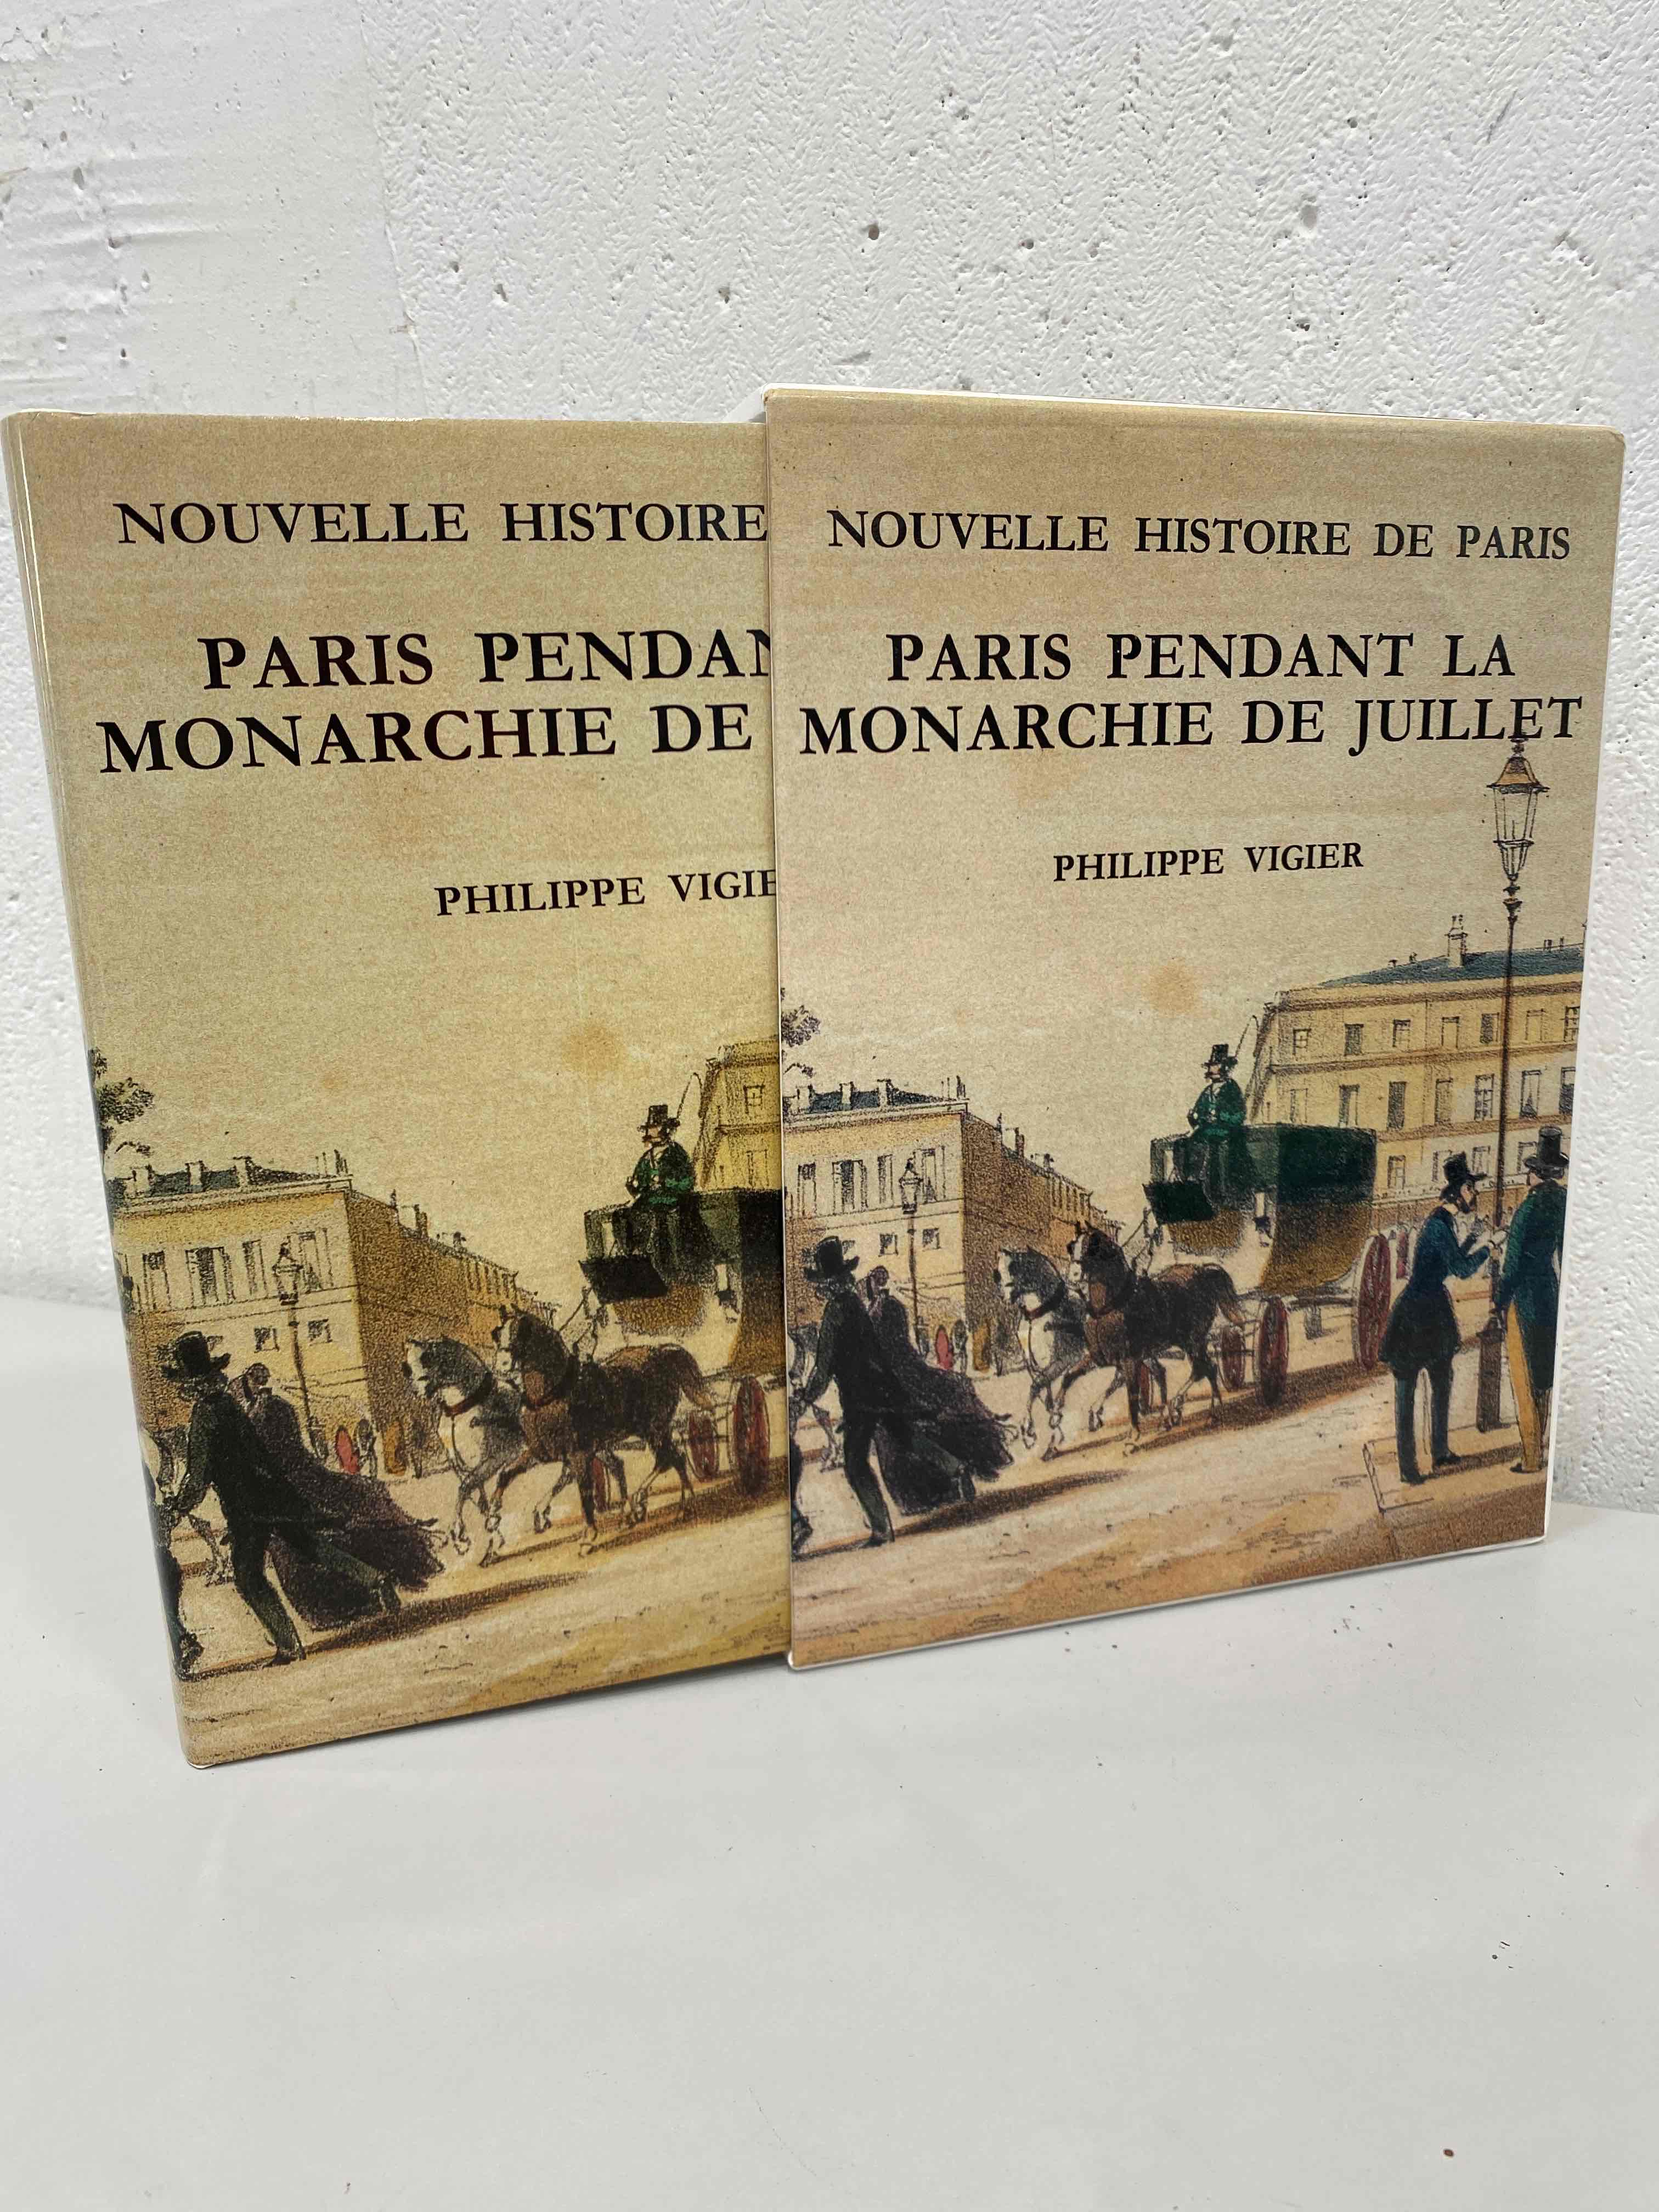 NOUVELLE HISTOIRE
PARIS PENDAN
MONARCHIE DE
PHILIPPE VIGIE
NOUVELLE HISTOIRE DE PARIS
PARIS PENDANT LA
MONARCHIE DE JUILLET
PHILIPPE VIGIER